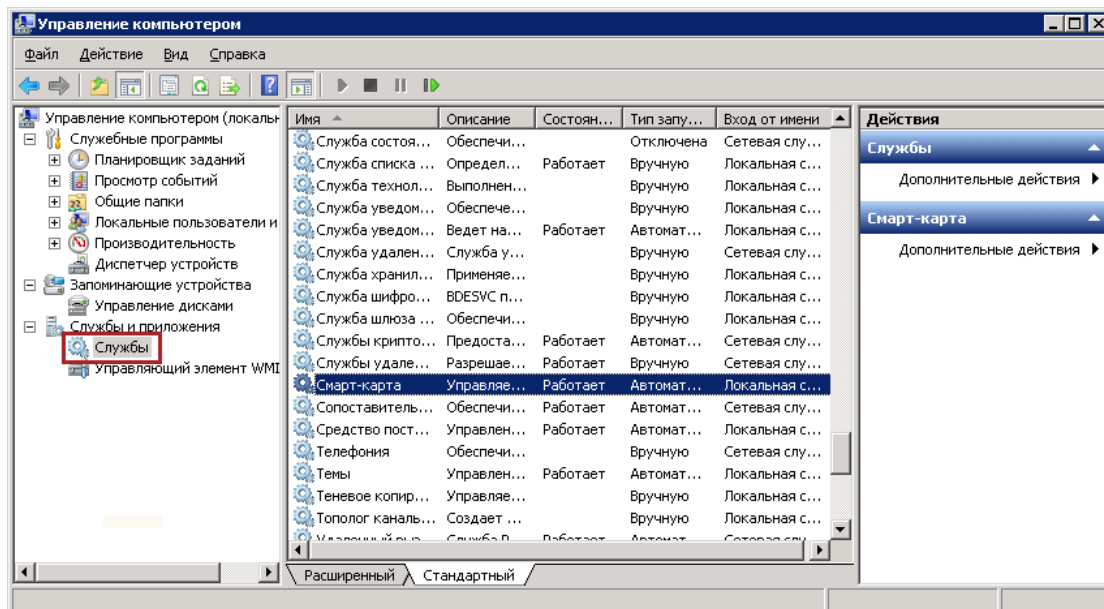 Управление компьютером
Файл Действие Вид Справка
Управление компьютером (локальн
Служебные программы
Планировщик заданий
Просмотр событий
Общие папки
Локальные пользователи и
Производительность
Диспетчер устройств
Запоминающие устройства
Управление дисками
Службы и приложения
Службы
Управляющий элемент WMI
Имя Описание Состоян... Тип запу... Вход от имени
Служба состоя... Обеспечи... Отключена Сетевая слу...
Служба списка ... Определ... Работает Вручную Локальная с...
Служба технол... Выполнен... Вручную Локальная с...
Служба уведом... Обеспече... Вручную Локальная с...
Служба уведом... Ведет на... Работает Автомат... Локальная с...
Служба удален... Служба у... Вручную Сетевая слу...
Служба хранил... Применяе... Вручную Локальная с...
Служба шифро... BDESVC п... Вручную Локальная с...
Служба шлюза ... Обеспечи... Вручную Локальная с...
Службы крипто... Предоста... Работает Автомат... Сетевая слу...
Службы удале... Разрешае... Работает Вручную Сетевая слу...
Смарт-карта Управляе... Работает Автомат... Локальная с...
Сопоставитель... Обеспечи... Работает Автомат... Сетевая слу...
Средство пост... Управлен... Работает Автомат... Локальная с...
Телефония Обеспечи... Вручную Сетевая слу...
Темы Управлен... Работает Автомат... Локальная с...
Теневое копир... Управляе... Вручную Локальная с...
Тополог каналь... Создает ... Вручную Локальная с...
Удаленный выз... Служба R... Работает Автомат... Сетевая слу...
Расширенный Стандартный
Действия
Службы
Дополнительные действия
Смарт-карта
Дополнительные действия